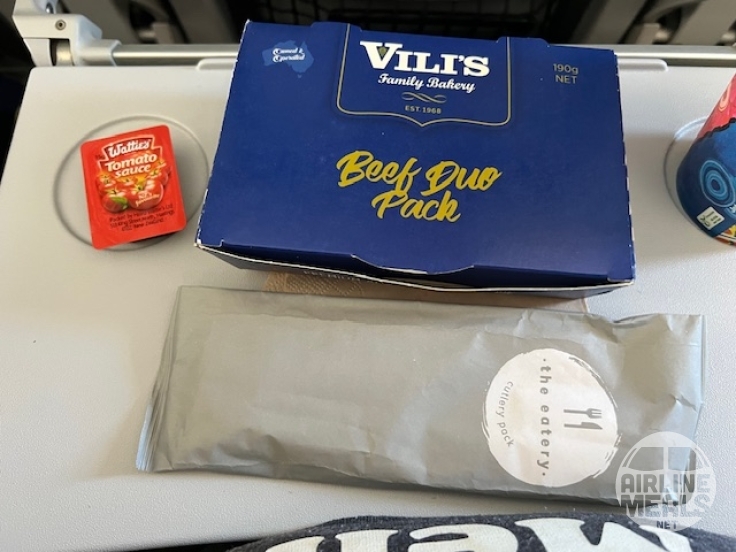 Owned &
Operated
VILI'S
Family Bakery
EST. 1968
190g
NET
Beef Duo
Pack
Wattie's
Tomato
sauce
· the eatery ·
cutlery pack
AIRLINE
MEALS
NET